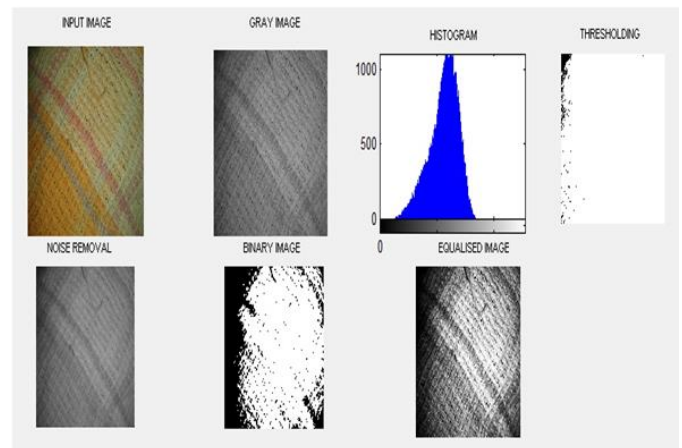 INPUT IMAGE
GRAY IMAGE
HISTOGRAM
THRESHOLDING
1000
500
0
0
NOISE REMOVAL
BINARY IMAGE
EQUALISED IMAGE